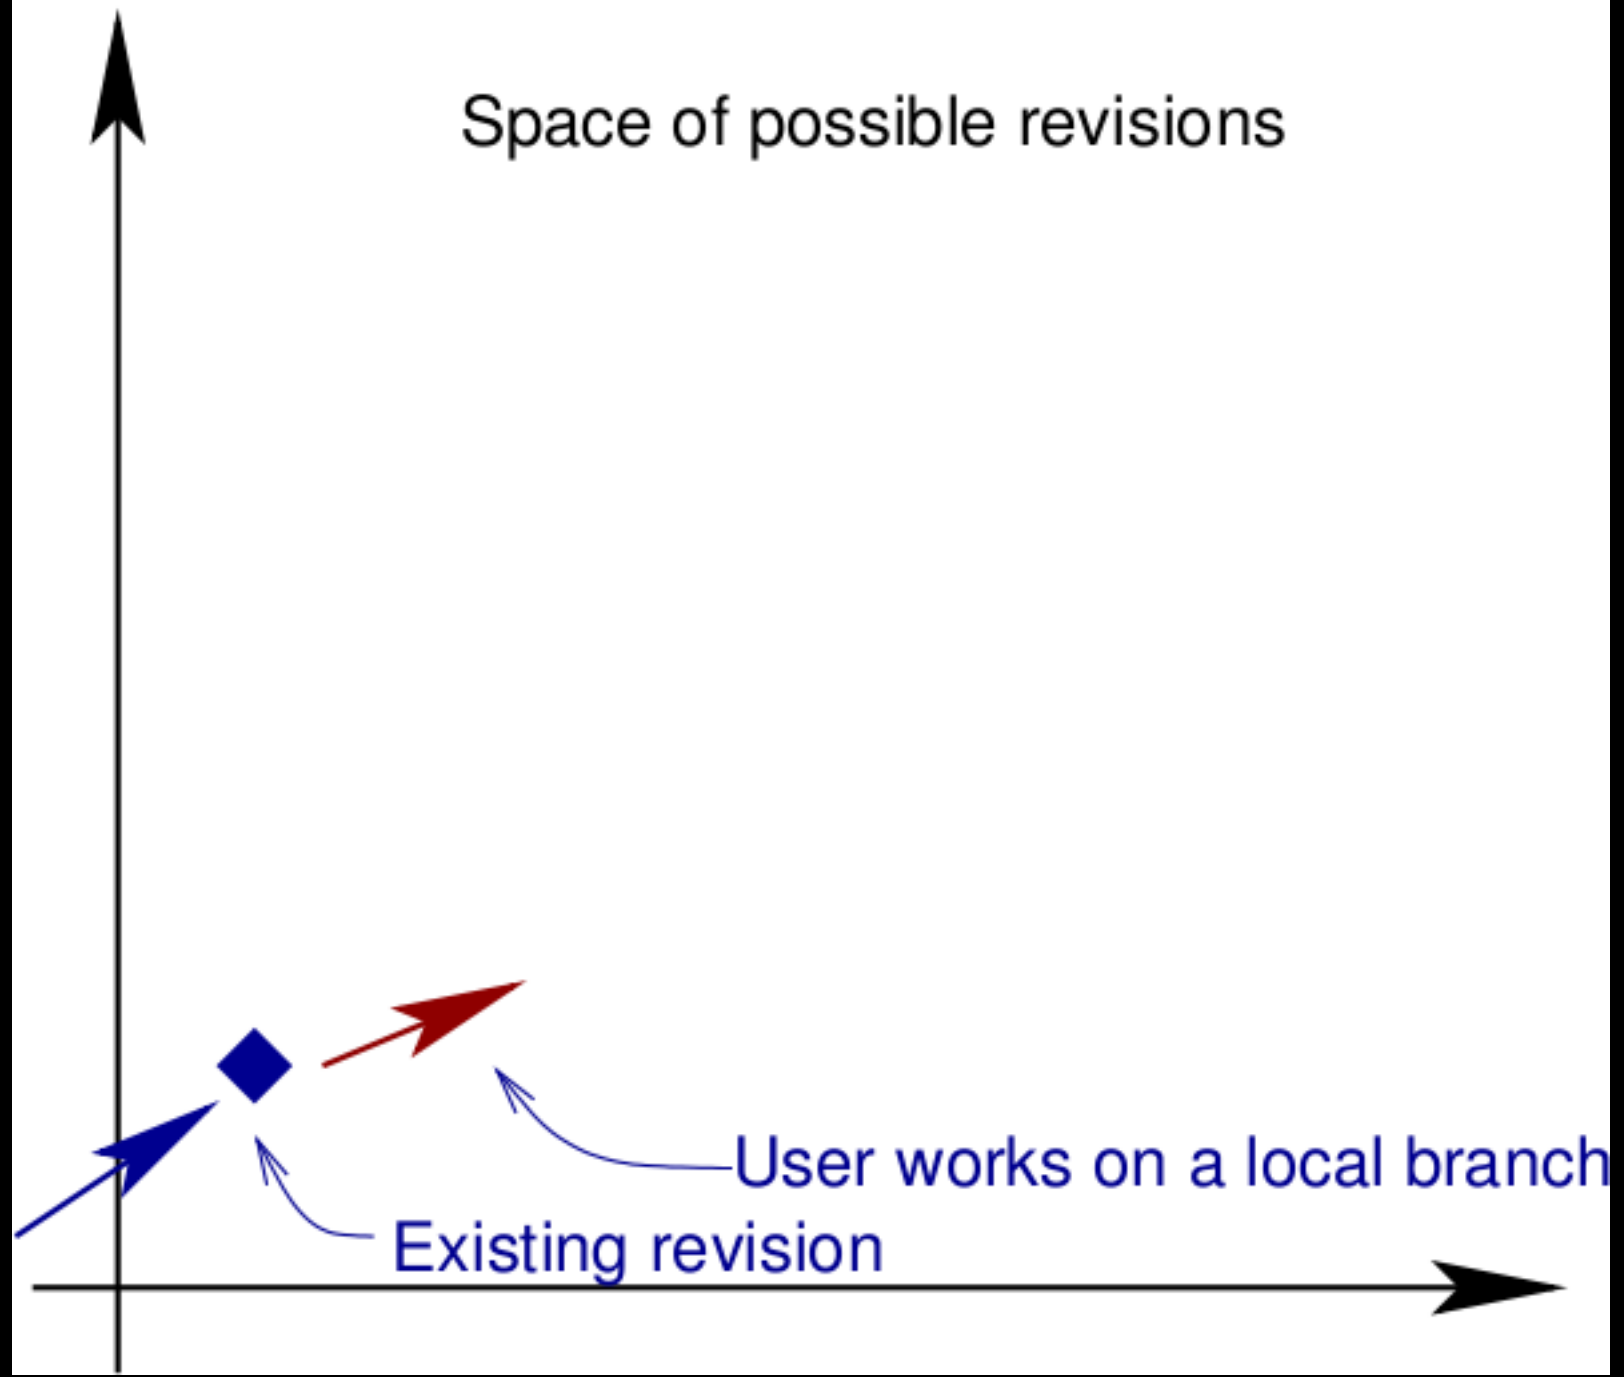 Space of possible revisions
User works on a local branch
Existing revision